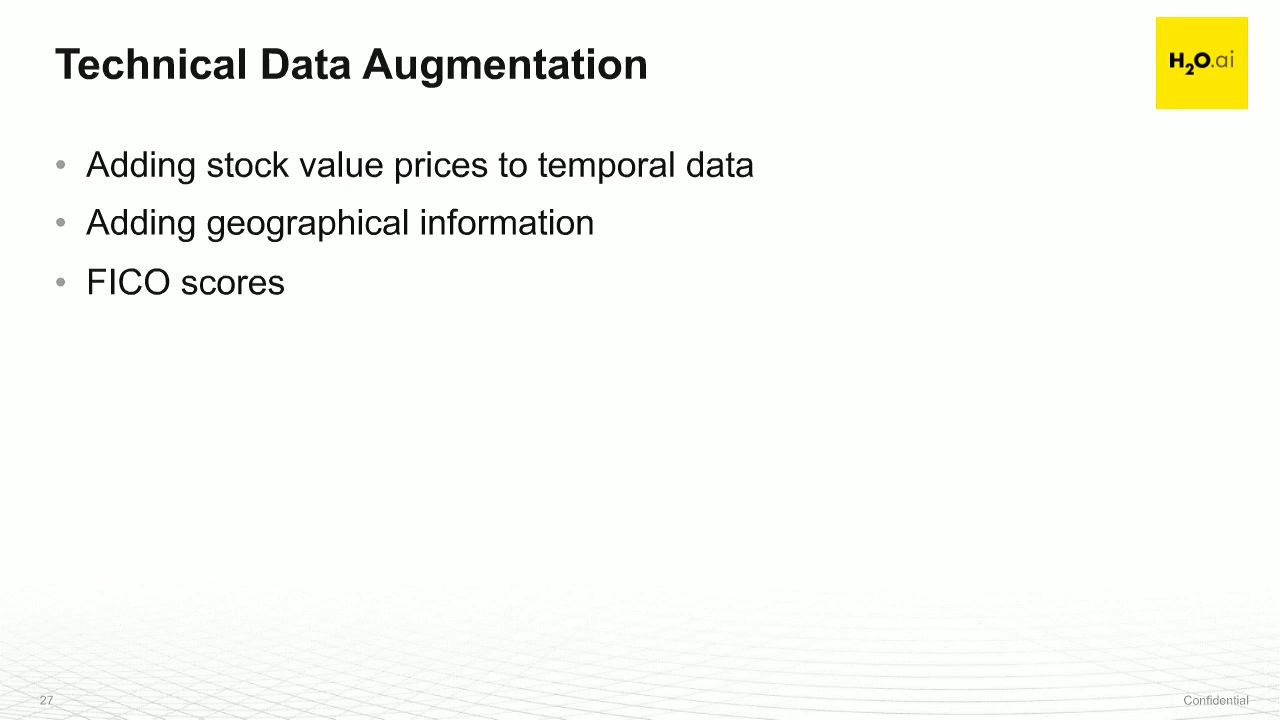 Technical Data Augmentation
H2O.ai
• Adding stock value prices to temporal data
• Adding geographical information
• FICO scores
27
Confidential